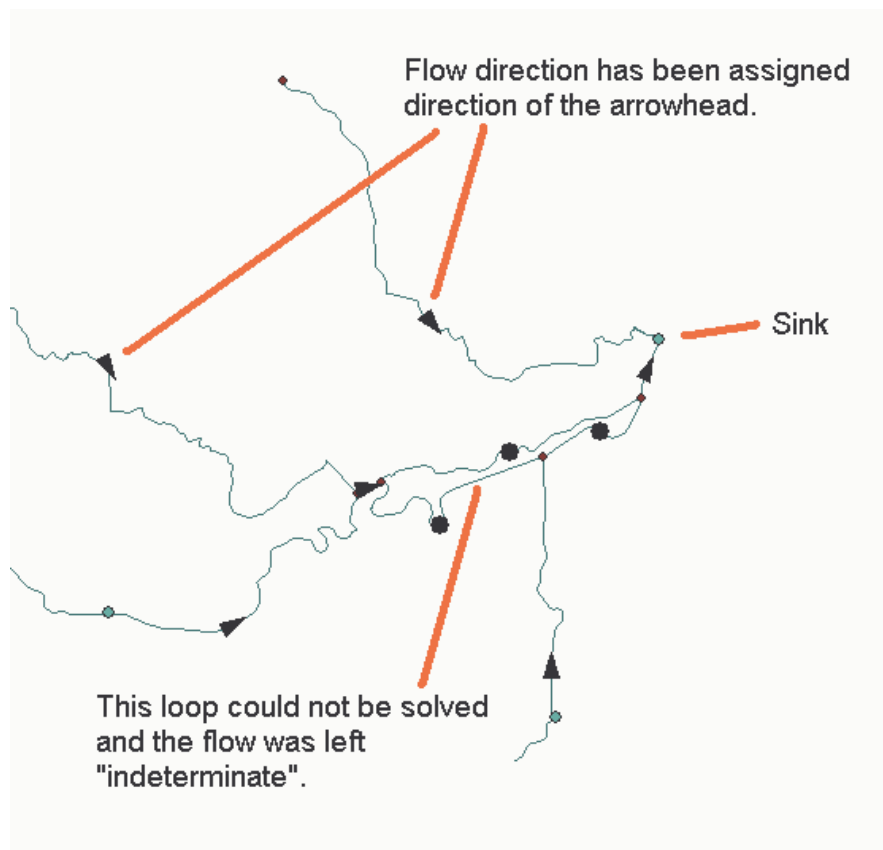 Flow direction has been assigned
direction of the arrowhead.
Sink
This loop could not be solved
and the flow was left
"indeterminate".